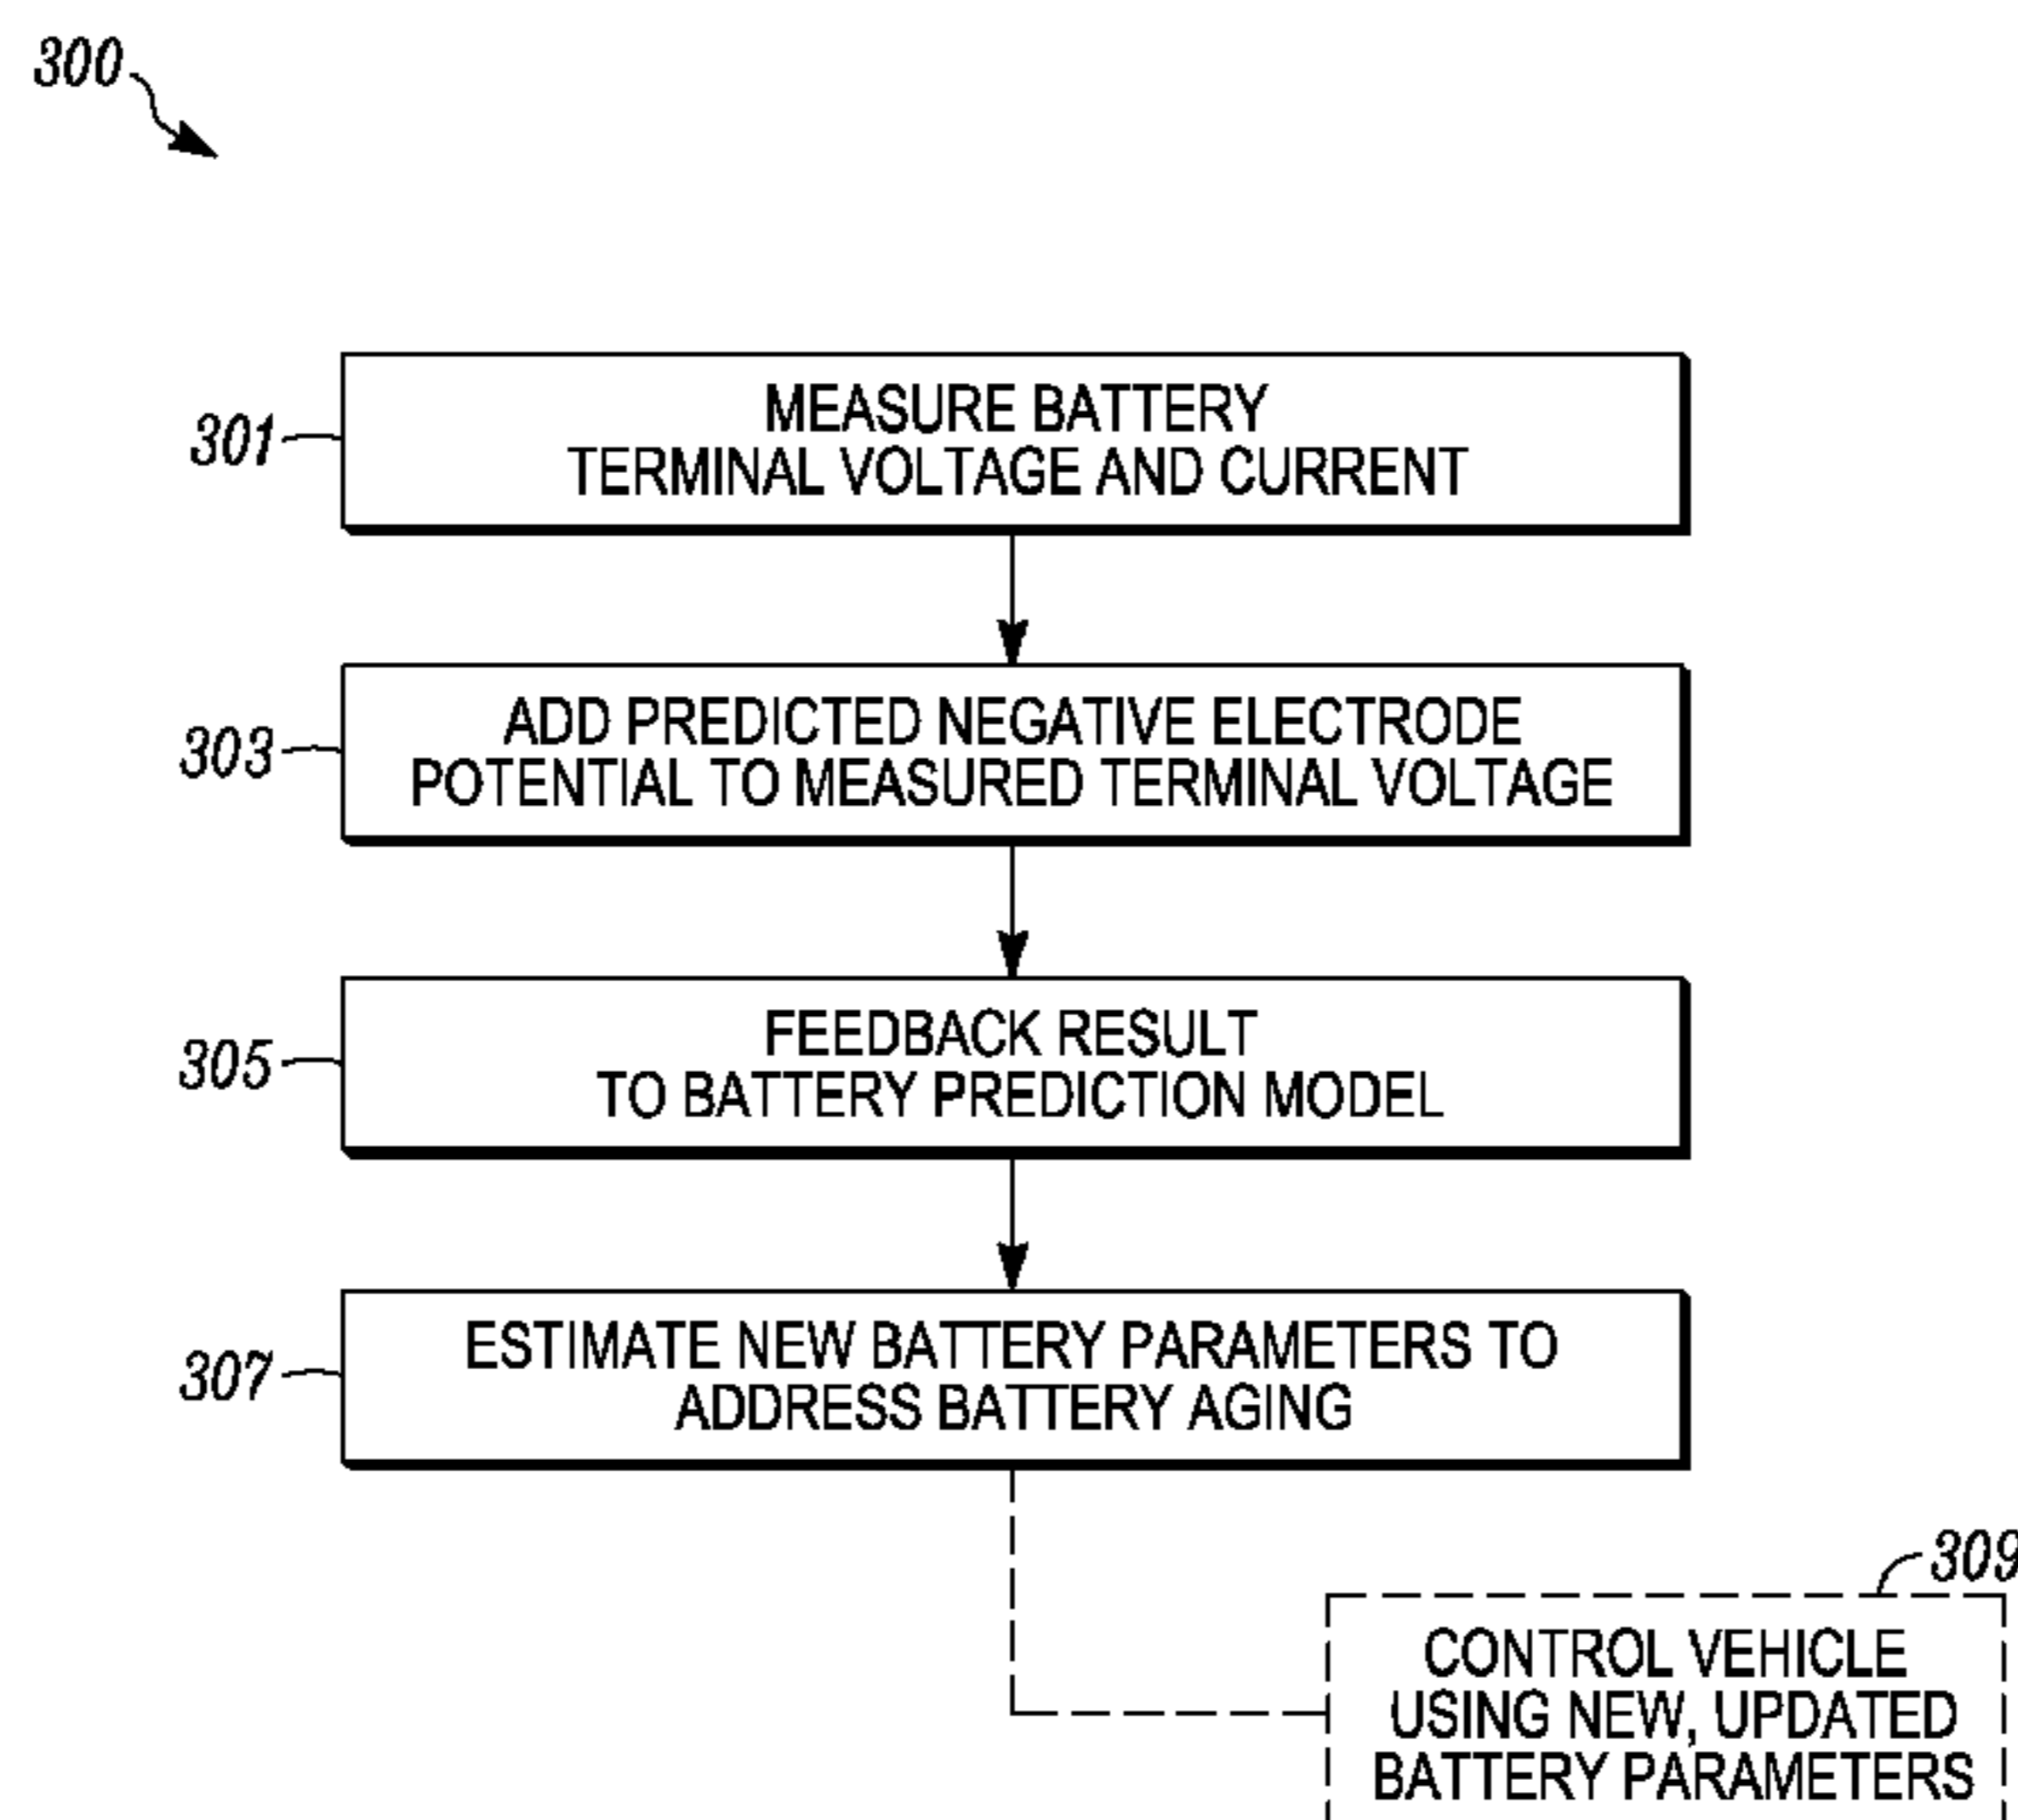 300
301
MEASURE BATTERY
TERMINAL VOLTAGE AND CURRENT
303
ADD PREDICTED NEGATIVE ELECTRODE
POTENTIAL TO MEASURED TERMINAL VOLTAGE
305
FEEDBACK RESULT
TO BATTERY PREDICTION MODEL
307
ESTIMATE NEW BATTERY PARAMETERS TO
ADDRESS BATTERY AGING
309
CONTROL VEHICLE
USING NEW, UPDATED
BATTERY PARAMETERS